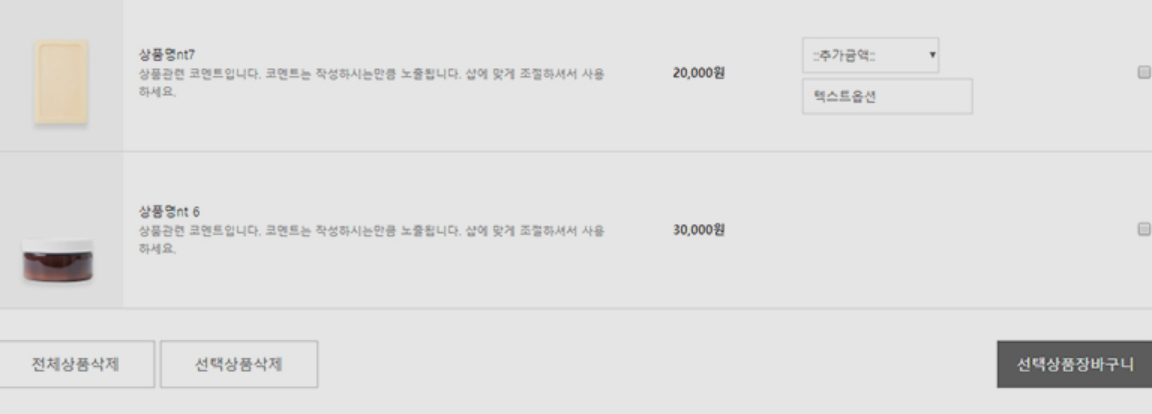 상품명nt7
상품관련 코멘트입니다. 코멘트는 작성하시는만큼 노출됩니다. 샵에 맞게 조절하셔서 사용
하세요.
20,000원
::추가금액::
텍스트옵션
상품명nt 6
상품관련 코멘트입니다. 코멘트는 작성하시는만큼 노출됩니다. 샵에 맞게 조절하셔서 사용
하세요.
30,000원
전체상품삭제
선택상품삭제
선택상품장바구니